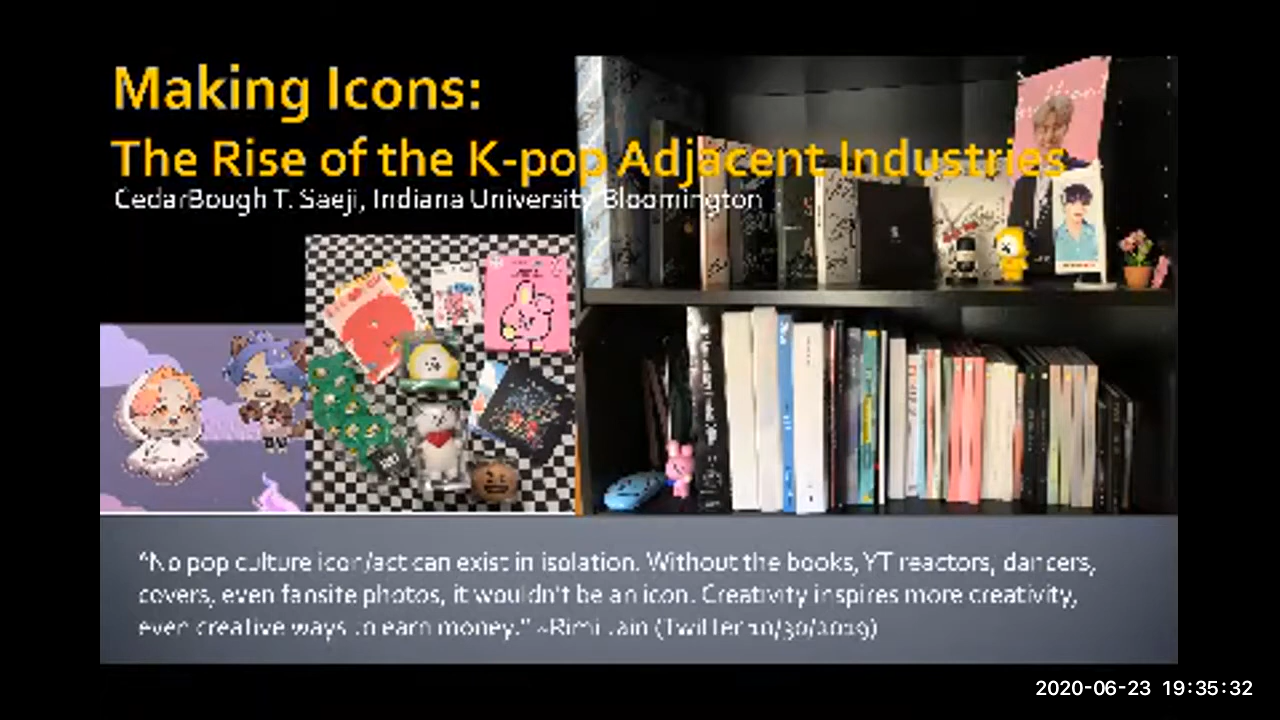 Making Icons:
The Rise of the K-pop Adjacent Industries
CedarBough T. Saeji, Indiana University Bloomington
“No pop culture icon/act can exist in isolation. Without the books, YT reactors, dancers,
covers, even fansite photos, it wouldn't be an icon. Creativity inspires more creativity,
even creative ways to earn money.” ~Rimi Jain (Twitter 10/30/2019)
2020-06-23 19:35:32